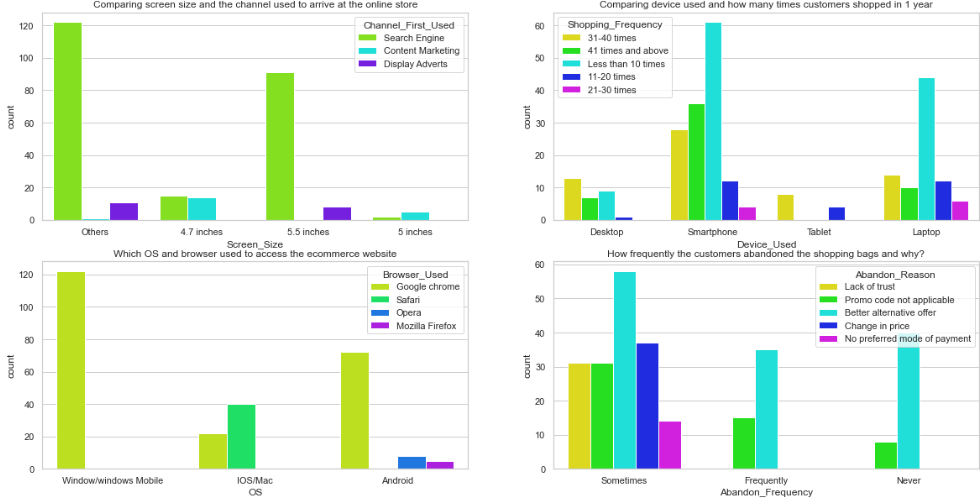 Comparing screen size and the channel used to arrive at the online store
Channel_First_Used
Search Engine
Content Marketing
Display Adverts
count
120
100
80
60
40
20
0
Others
4.7 inches
5.5 inches
5 inches
Screen_Size
Comparing device used and how many times customers shopped in 1 year
Shopping_Frequency
31-40 times
41 times and above
Less than 10 times
11-20 times
21-30 times
count
60
50
40
30
20
10
0
Desktop
Smartphone
Tablet
Laptop
Device_Used
Which OS and browser used to access the ecommerce website
Browser_Used
Google chrome
Safari
Opera
Mozilla Firefox
count
120
100
80
60
40
20
0
Window/windows Mobile
IOS/Mac
Android
OS
How frequently the customers abandoned the shopping bags and why?
Abandon_Reason
Lack of trust
Promo code not applicable
Better alternative offer
Change in price
No preferred mode of payment
count
60
50
40
30
20
10
0
Sometimes
Frequently
Never
Abandon_Frequency